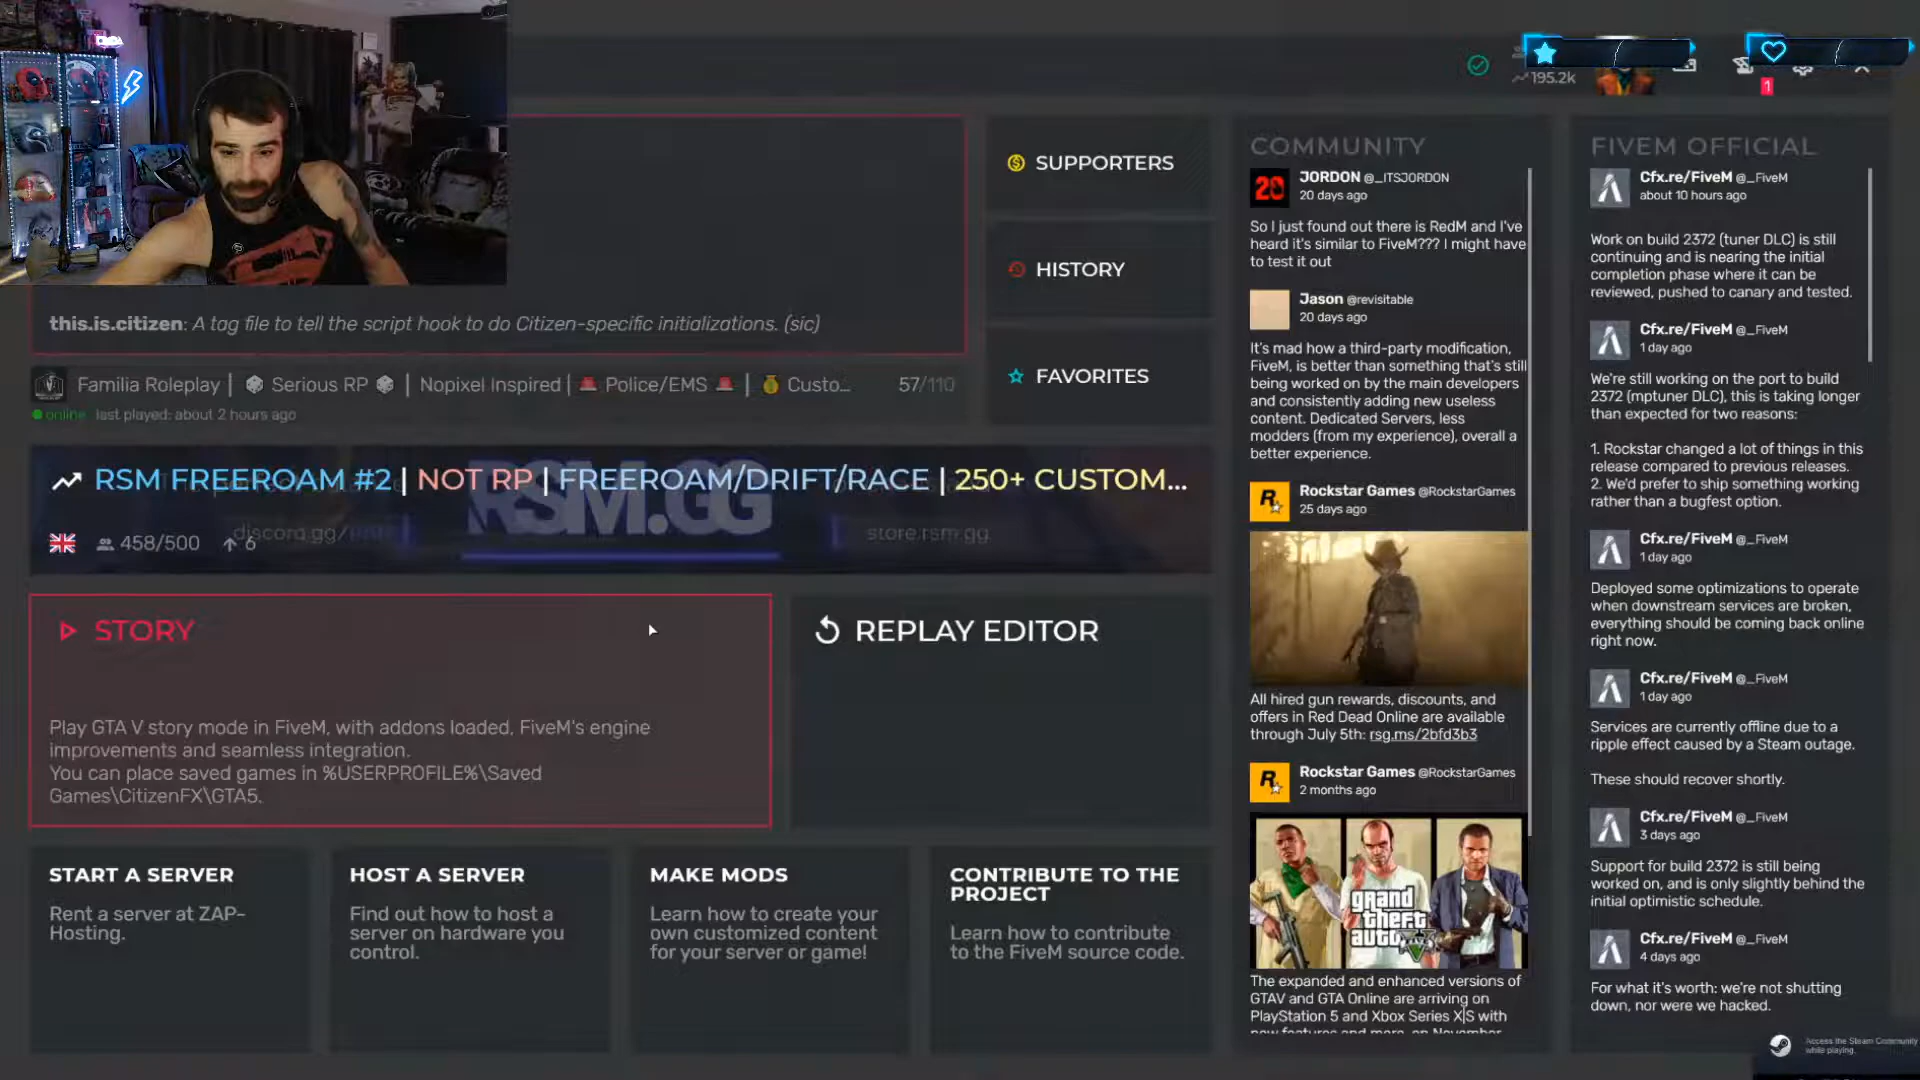 195.2k
1
this.is.citizen: A tag file to tell the script hook to do Citizen-specific initializations. (sic)
Familia Roleplay | Serious RP | Nopixel Inspired | Police/EMS | Custo... 57/110
online last played: about 2 hours ago
RSM FREEROAM #2 | NOT RP | FREEROAM/DRIFT/RACE | 250+ CUSTOM...
RSM.GG
discord.gg/
store.rsm.gg
458/500 6
STORY
Play GTA V story mode in FiveM, with addons loaded, FiveM's engine
improvements and seamless integration.
You can place saved games in %USERPROFILE%\Saved
Games\CitizenFX\GTA5.
REPLAY EDITOR
START A SERVER
Rent a server at ZAP-
Hosting.
HOST A SERVER
Find out how to host a
server on hardware you
control.
MAKE MODS
Learn how to create your
own customized content
for your server or game!
CONTRIBUTE TO THE
PROJECT
Learn how to contribute
to the FiveM source code.
SUPPORTERS
HISTORY
FAVORITES
COMMUNITY
20
JORDON @_ITSJORDON
20 days ago
So I just found out there is RedM and I've
heard it's similar to FiveM??? I might have
to test it out
Jason @revisitable
20 days ago
It's mad how a third-party modification,
FiveM, is better than something that's still
being worked on by the main developers
and consistently adding new useless
content. Dedicated Servers, less
modders (from my experience), overall a
better experience.
Rockstar Games @RockstarGames
25 days ago
All hired gun rewards, discounts, and
offers in Red Dead Online are available
through July 5th: rsg.ms/2bfd3b3
Rockstar Games @RockstarGames
2 months ago
grand
theft
auto
V
The expanded and enhanced versions of
GTAV and GTA Online are arriving on
PlayStation 5 and Xbox Series X|S with
new features and more, on November
FIVEM OFFICIAL
Cfx.re/FiveM @_FiveM
about 10 hours ago
Work on build 2372 (tuner DLC) is still
continuing and is nearing the initial
completion phase where it can be
reviewed, pushed to canary and tested.
Cfx.re/FiveM @_FiveM
1 day ago
We're still working on the port to build
2372 (mptuner DLC), this is taking longer
than expected for two reasons:
1. Rockstar changed a lot of things in this
release compared to previous releases.
2. We'd prefer to ship something working
rather than a bugfest option.
Cfx.re/FiveM @_FiveM
1 day ago
Deployed some optimizations to operate
when downstream services are broken,
everything should be coming back online
right now.
Cfx.re/FiveM @_FiveM
1 day ago
Services are currently offline due to a
ripple effect caused by a Steam outage.
These should recover shortly.
Cfx.re/FiveM @_FiveM
3 days ago
Support for build 2372 is still being
worked on, and is only slightly behind the
initial optimistic schedule.
Cfx.re/FiveM @_FiveM
4 days ago
For what it's worth: we're not shutting
down, nor were we hacked.
Access the Steam Community
while playing.